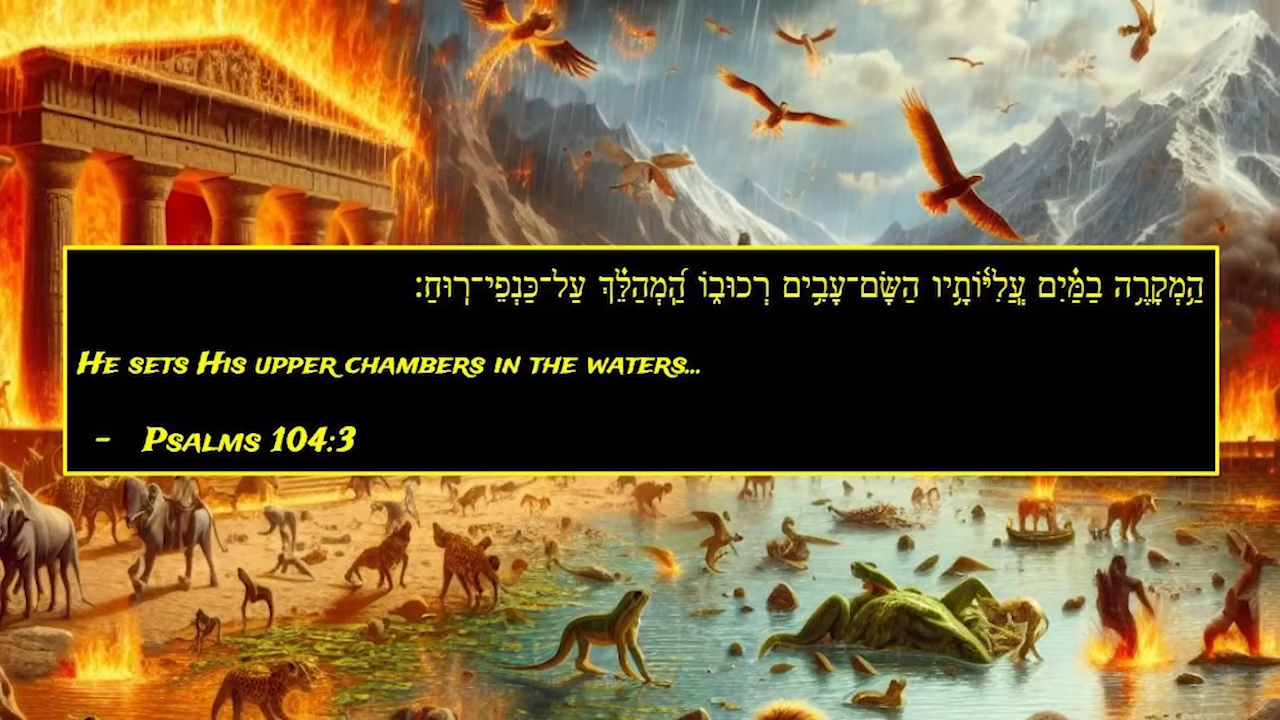 הַ֥מְקָרֶ֥ה בַמַּ֗יִם עֲֽלִיּ֫וֹתָ֥יו הַשָּׂם־עָבִ֥ים רְכוּב֑וֹ הַֽ֝מְהַלֵּ֗ךְ עַל־כַּנְפֵי־רֽוּחַ׃
He sets His upper chambers in the waters...
- Psalms 104:3